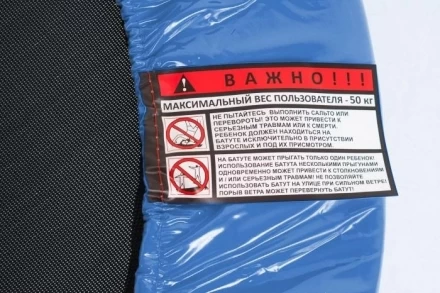 ВАЖНО!!!
МАКСИМАЛЬНЫЙ ВЕС ПОЛЬЗОВАТЕЛЯ - 50 кг
НЕ ПЫТАЙТЕСЬ ВЫПОЛНИТЬ САЛЬТО ИЛИ
ПЕРЕВОРОТЫ! ЭТО МОЖЕТ ПРИВЕСТИ К
СЕРЬЕЗНЫМ ТРАВМАМ ИЛИ К СМЕРТИ.
РЕБЕНОК ДОЛЖЕН НАХОДИТЬСЯ НА
БАТУТЕ ИСКЛЮЧИТЕЛЬНО В ПРИСУТСТВИИ
ВЗРОСЛЫХ И ПОД ИХ ПРИСМОТРОМ.
НА БАТУТЕ МОЖЕТ ПРЫГАТЬ ТОЛЬКО ОДИН РЕБЕНОК!
ИСПОЛЬЗОВАНИЕ БАТУТА НЕСКОЛЬКИМИ ПРЫГУНАМИ
ОДНОВРЕМЕННО МОЖЕТ ПРИВЕСТИ К СТОЛКНОВЕНИЯМ
И / ИЛИ СЕРЬЕЗНЫМ ТРАВМАМ! НЕ ПОЗВОЛЯЙТЕ
ИСПОЛЬЗОВАТЬ БАТУТ НА УЛИЦЕ ПРИ СИЛЬНОМ ВЕТРЕ!
ПОРЫВ ВЕТРА МОЖЕТ ПЕРЕВЕРНУТЬ БАТУТ!